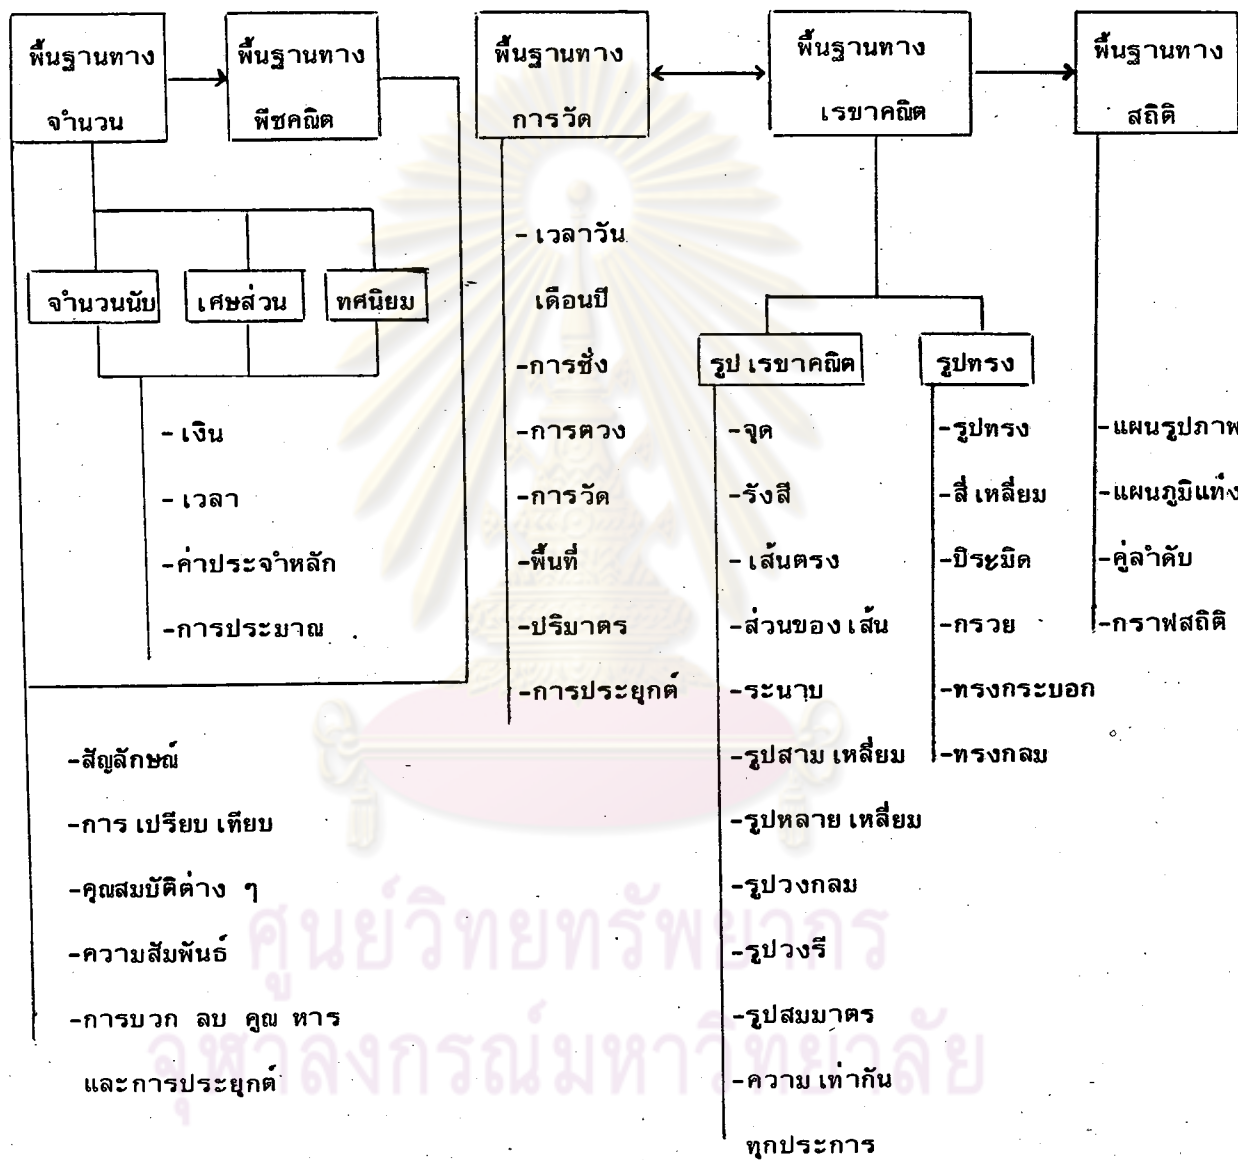 พื้นฐานทาง
จำนวน
พื้นฐานทาง
พีชคณิต
พื้นฐานทาง
การวัด
พื้นฐานทาง
เรขาคณิต
พื้นฐานทาง
สถิติ
จำนวนนับ
เศษส่วน
ทศนิยม
- เงิน
- เวลา
-ค่าประจำหลัก
-การประมาณ
-สัญลักษณ์
-การเปรียบเทียบ
-คุณสมบัติต่าง ๆ
-ความสัมพันธ์
-การบวก ลบ คูณ หาร
และการประยุกต์
- เวลาวัน
เดือนปี
-การชั่ง
-การตวง
-การวัด
-พื้นที่
-ปริมาตร
-การประยุกต์
รูปเรขาคณิต
-จุด
-รังสี
- เส้นตรง
-ส่วนของเส้น
-ระนาบ
-รูปสามเหลี่ยม
-รูปหลายเหลี่ยม
-รูปวงกลม
-รูปวงรี
-รูปสมมาตร
-ความเท่ากัน
ทุกประการ
รูปทรง
-รูปทรง
-สี่เหลี่ยม
-ปิระมิด
-กรวย
-ทรงกระบอก
-ทรงกลม
-แผนรูปภาพ
-แผนภูมิแท่ง
-คู่ลำดับ
-กราฟสถิติ
ศูนย์วิทยทรัพยากร
จุฬาลงกรณ์มหาวิทยาลัย